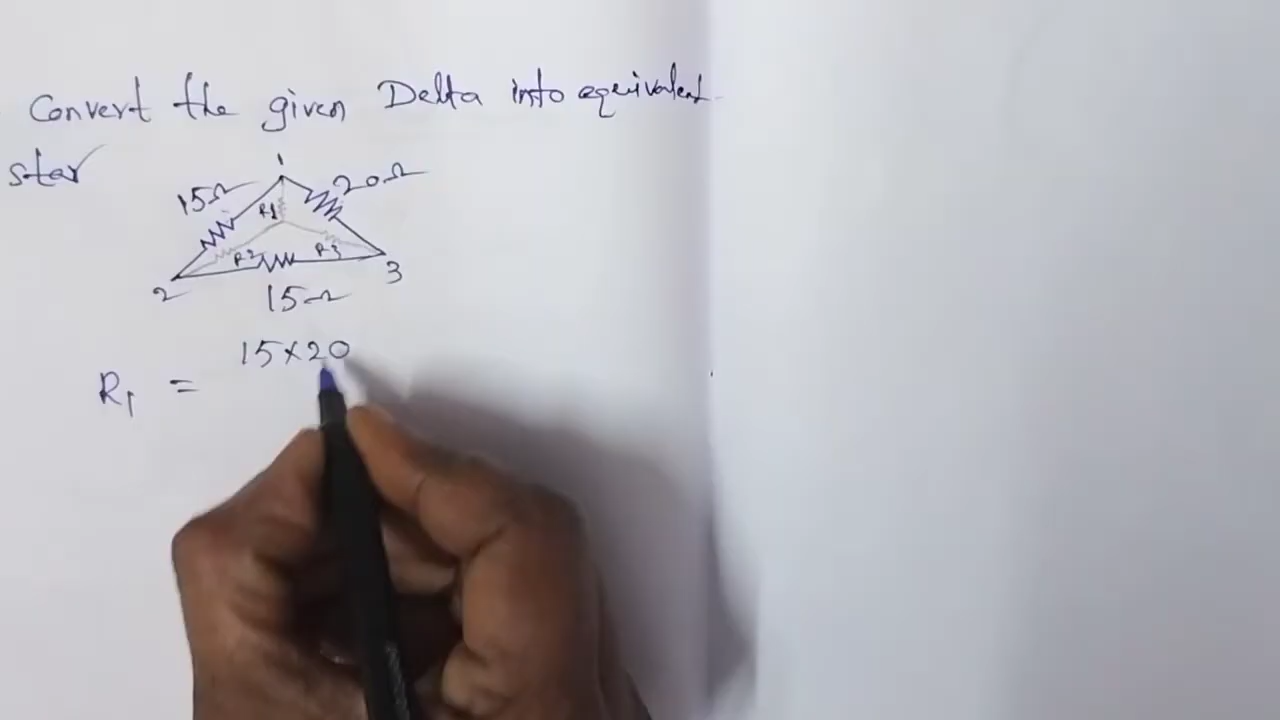 Convert the given Delta into equivalent
star
1
15Ω
20Ω
R1
R2
R3
2
3
15Ω
15×20
R1 =